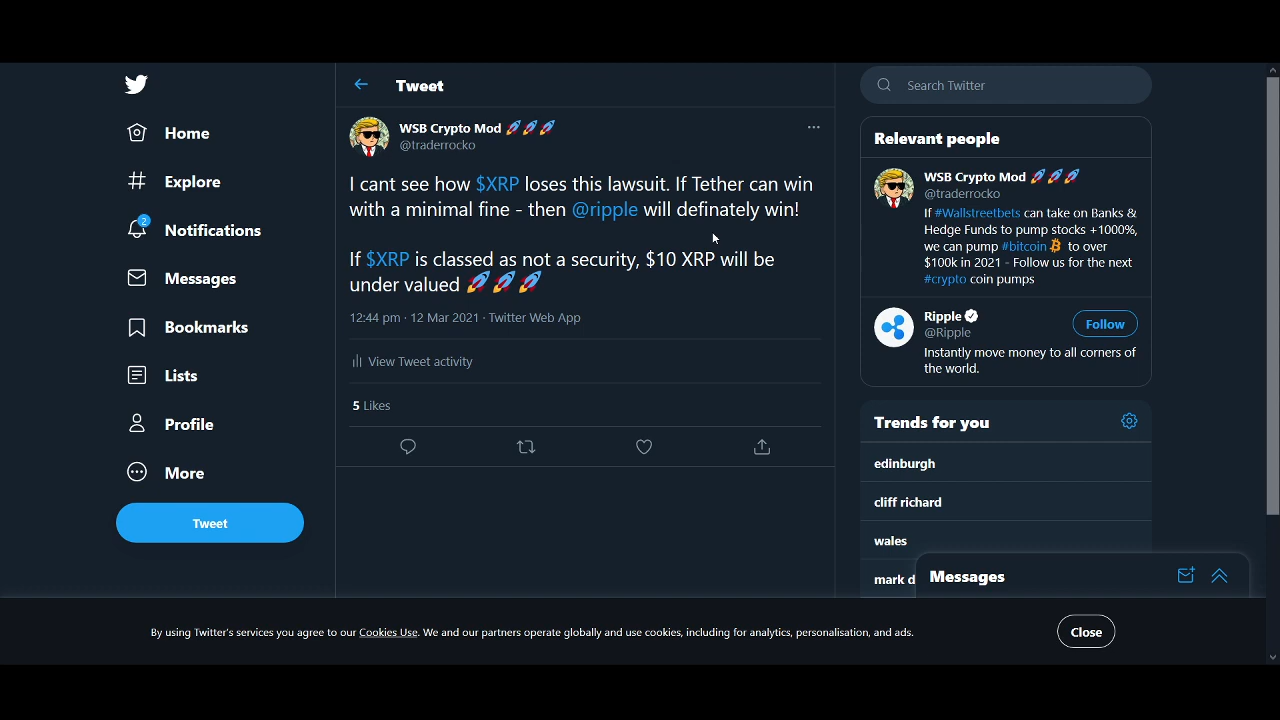 Home
Explore
2
Notifications
Messages
Bookmarks
Lists
Profile
More
Tweet
Tweet
WSB Crypto Mod 🚀🚀🚀
@traderrocko
I cant see how $XRP loses this lawsuit. If Tether can win
with a minimal fine - then @ripple will definately win!
If $XRP is classed as not a security, $10 XRP will be
under valued 🚀🚀🚀
12:44 pm · 12 Mar 2021 · Twitter Web App
View Tweet activity
5 Likes
Search Twitter
Relevant people
WSB Crypto Mod 🚀🚀🚀
@traderrocko
If #Wallstreetbets can take on Banks &
Hedge Funds to pump stocks +1000%,
we can pump #bitcoin₿ to over
$100k in 2021 - Follow us for the next
#crypto coin pumps
Ripple
@Ripple
Follow
Instantly move money to all corners of
the world.
Trends for you
edinburgh
cliff richard
wales
mark d
Messages
By using Twitter's services you agree to our Cookies Use. We and our partners operate globally and use cookies, including for analytics, personalisation, and ads.
Close